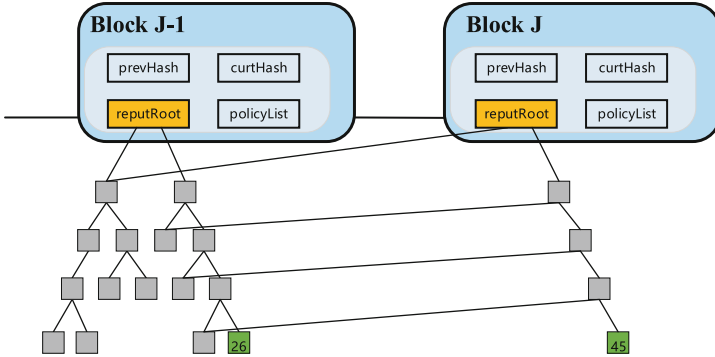 Block J-1
prevHash
curtHash
reputRoot
policyList
Block J
prevHash
curtHash
reputRoot
policyList
26
45